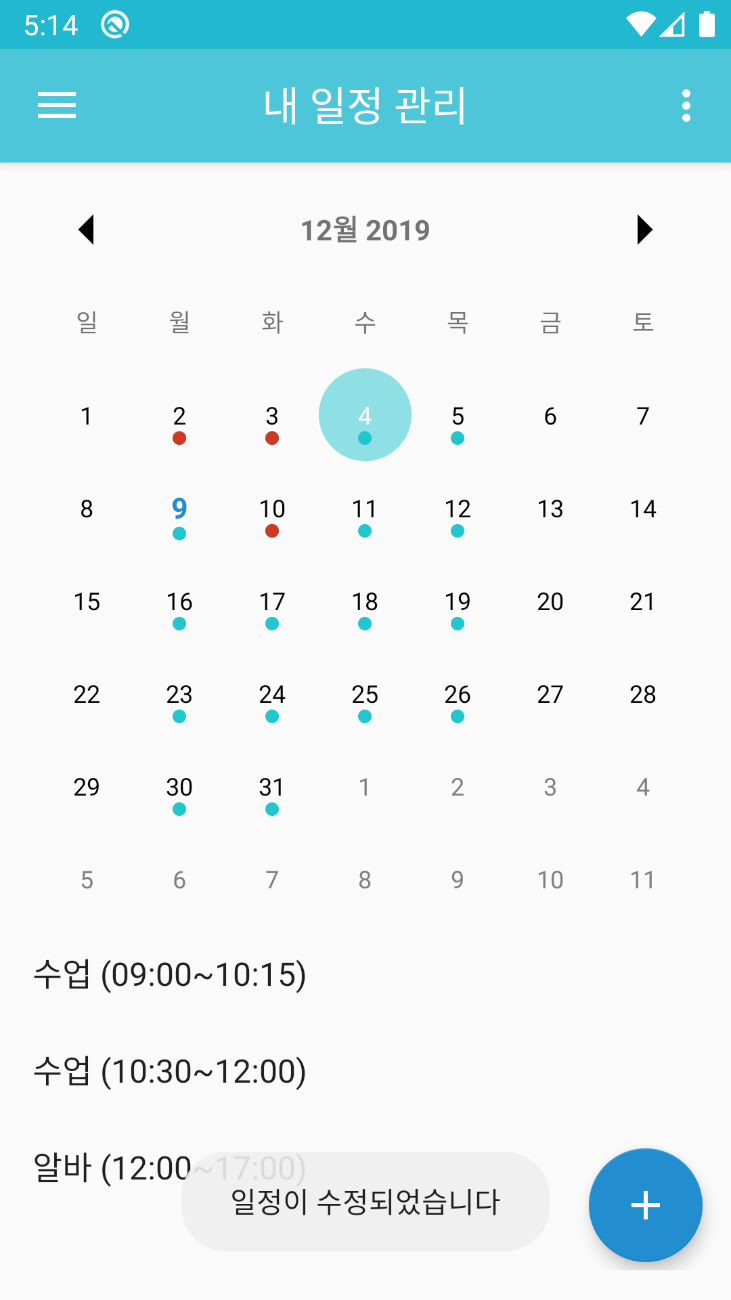 5:14
내 일정 관리
12월 2019
일 월 화 수 목 금 토
1 2 3 4 5 6 7
8 9 10 11 12 13 14
15 16 17 18 19 20 21
22 23 24 25 26 27 28
29 30 31 1 2 3 4
5 6 7 8 9 10 11
수업 (09:00~10:15)
수업 (10:30~12:00)
알바 (12:00~17:00)
일정이 수정되었습니다
+